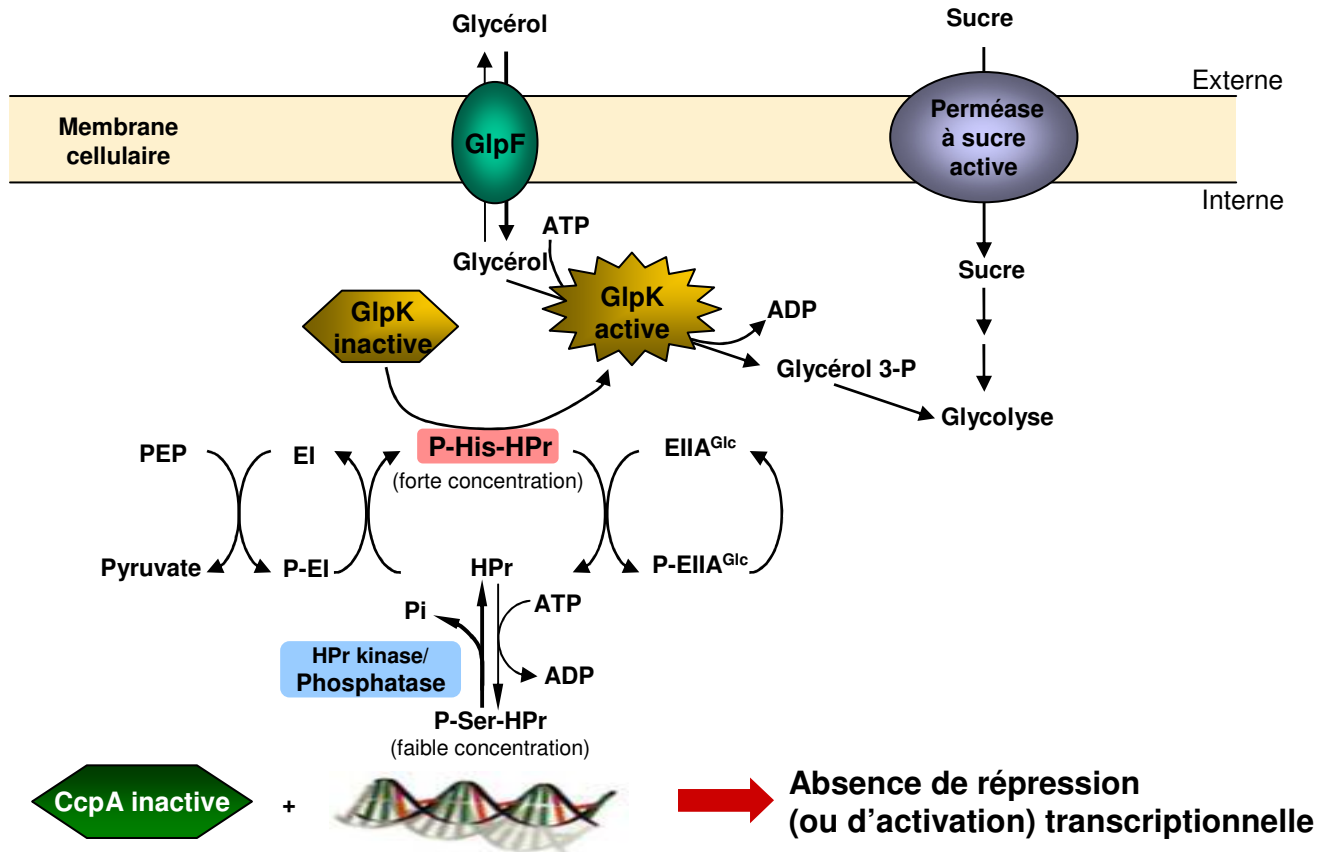 Glycérol
Sucre
Externe
Membrane
cellulaire
GlpF
Perméase
à sucre
active
Interne
ATP
Glycérol
Sucre
GlpK
inactive
GlpK
active
ADP
Glycérol 3-P
Glycolyse
PEP
EI
P-His-HPr
(forte concentration)
EIIAGlc
Pyruvate
P-EI
HPr
P-EIIAGlc
Pi
ATP
HPr kinase/
Phosphatase
ADP
P-Ser-HPr
(faible concentration)
CcpA inactive
+
Absence de répression
(ou d'activation) transcriptionnelle